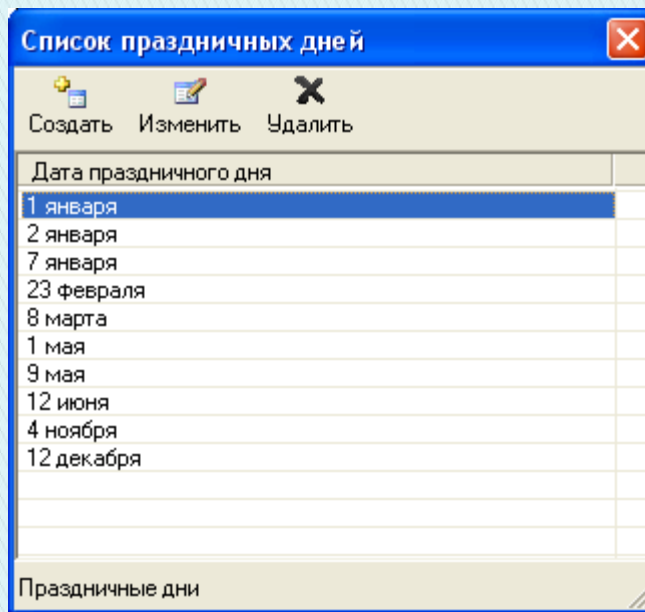 Список праздничных дней
Создать Изменить Удалить
Дата праздничного дня
1 января
2 января
7 января
23 февраля
8 марта
1 мая
9 мая
12 июня
4 ноября
12 декабря
Праздничные дни